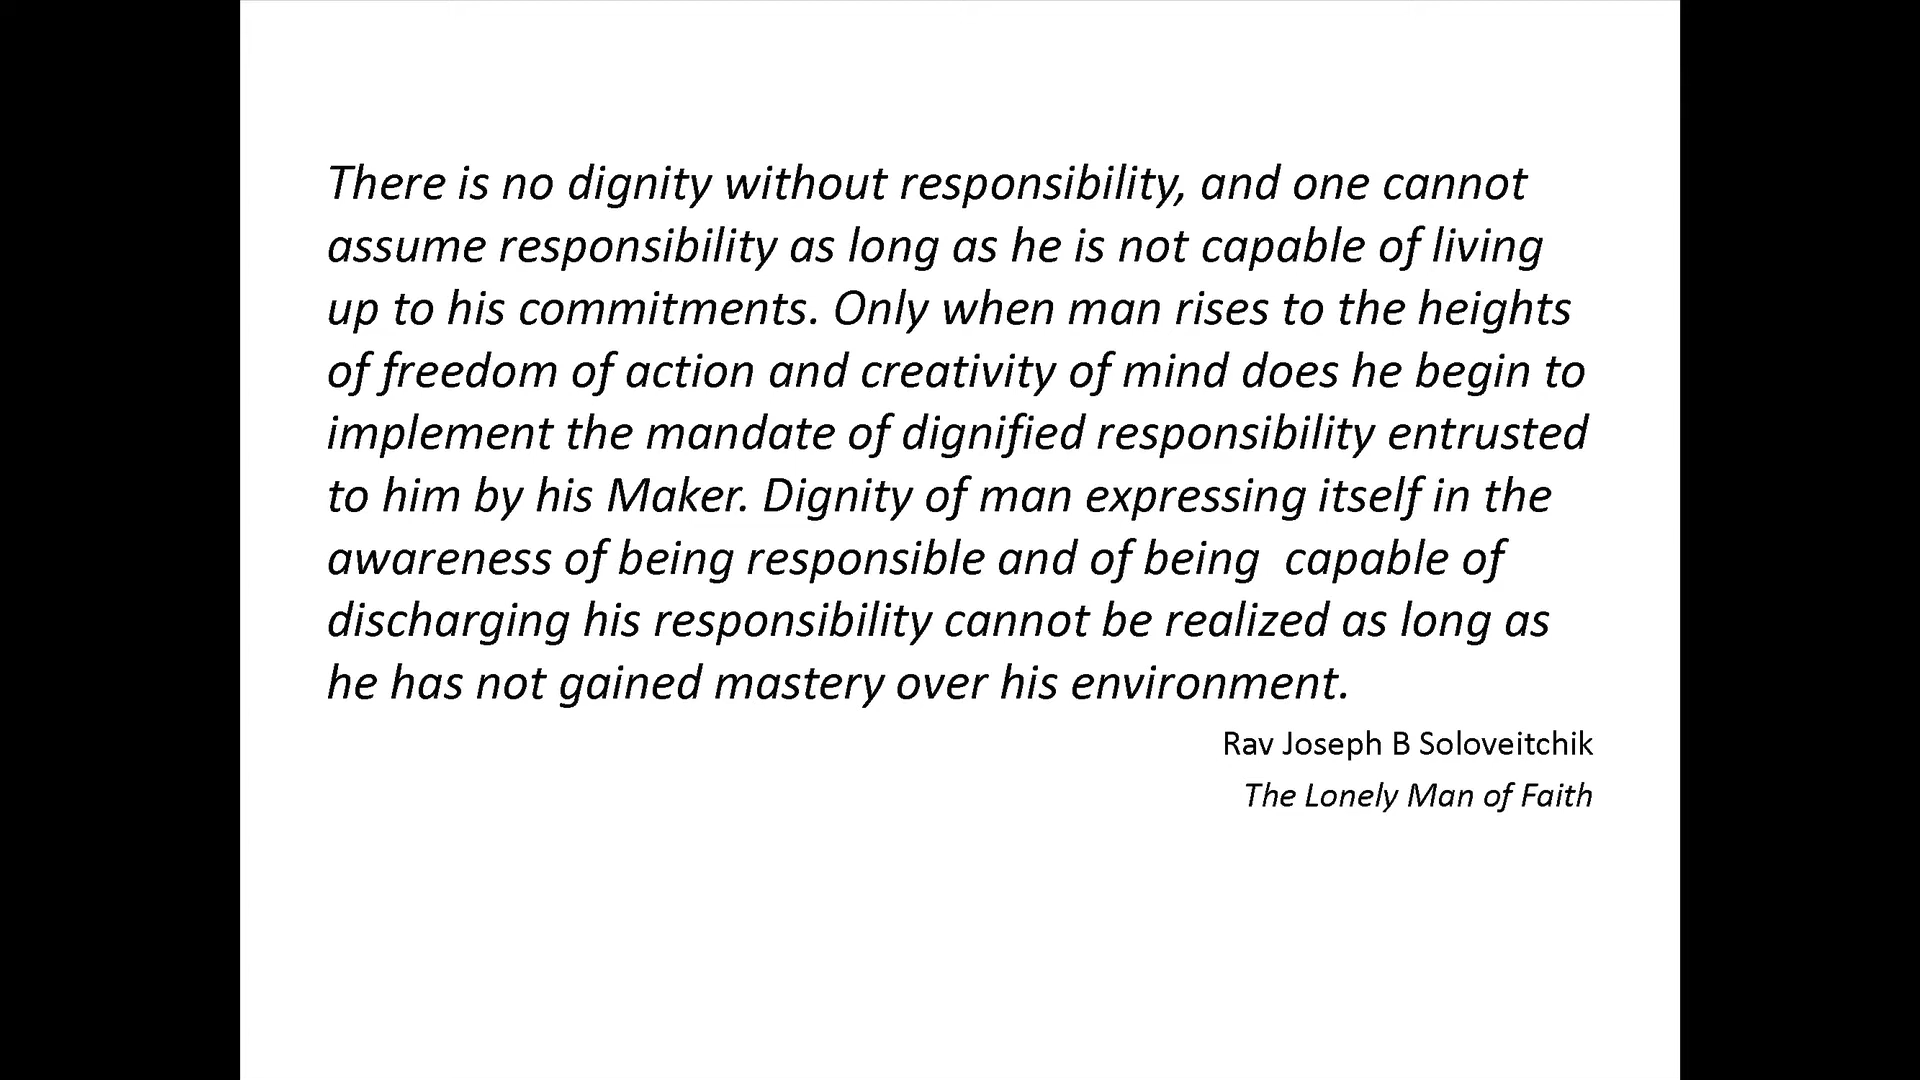 There is no dignity without responsibility, and one cannot
assume responsibility as long as he is not capable of living
up to his commitments. Only when man rises to the heights
of freedom of action and creativity of mind does he begin to
implement the mandate of dignified responsibility entrusted
to him by his Maker. Dignity of man expressing itself in the
awareness of being responsible and of being  capable of
discharging his responsibility cannot be realized as long as
he has not gained mastery over his environment.
Rav Joseph B Soloveitchik
The Lonely Man of Faith